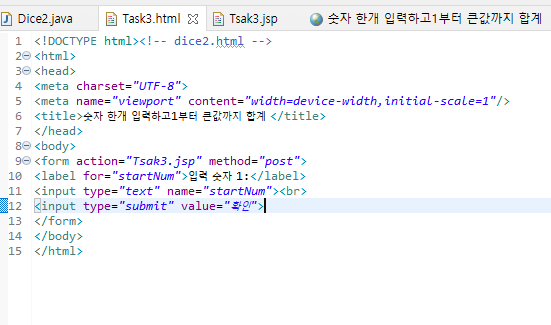 Dice2.java Task3.html Tsak3.jsp 숫자 한개 입력하고1부터 큰값까지 합계
1 <!DOCTYPE html><!-- dice2.html -->
2 <html>
3 <head>
4 <meta charset="UTF-8">
5 <meta name="viewport" content="width=device-width,initial-scale=1"/>
6 <title>숫자 한개 입력하고1부터 큰값까지 합계 </title>
7 </head>
8 <body>
9 <form action="Tsak3.jsp" method="post">
10 <label for="startNum">입력 숫자 1:</label>
11 <input type="text" name="startNum"><br>
12 <input type="submit" value="확인">
13 </form>
14 </body>
15 </html>